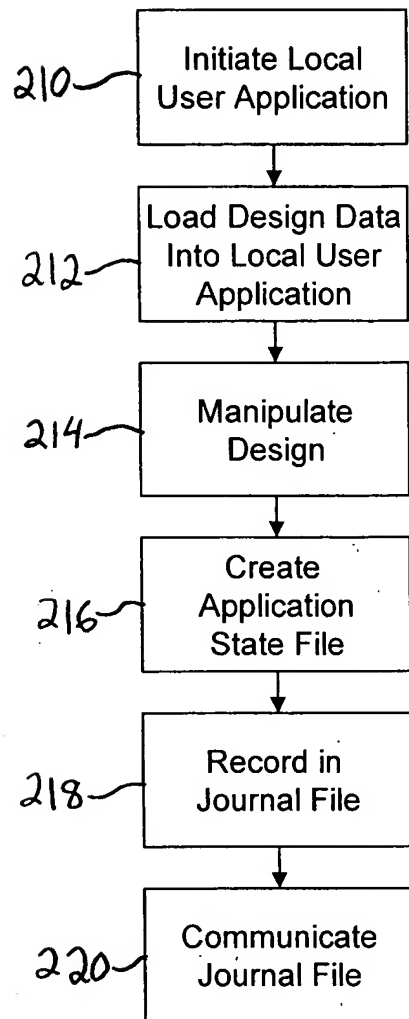 210
Initiate Local
User Application
212
Load Design Data
Into Local User
Application
214
Manipulate
Design
216
Create
Application
State File
218
Record in
Journal File
220
Communicate
Journal File